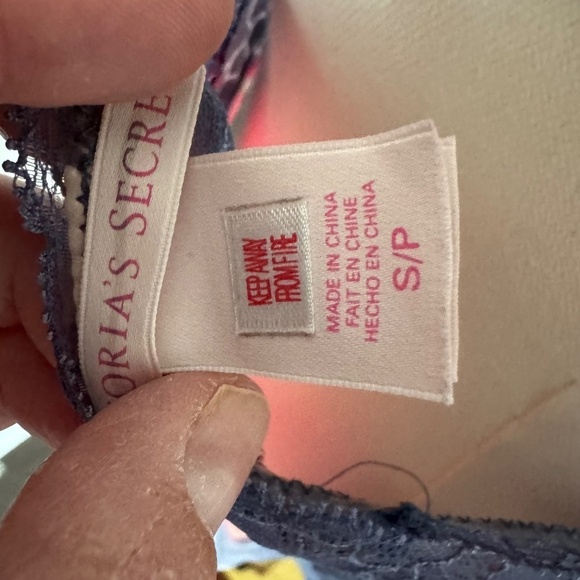 ORIA'S SECRE
KEEP AWAY
FROM FIRE
MADE IN CHINA
FAIT EN CHINE
HECHO EN CHINA
S/P